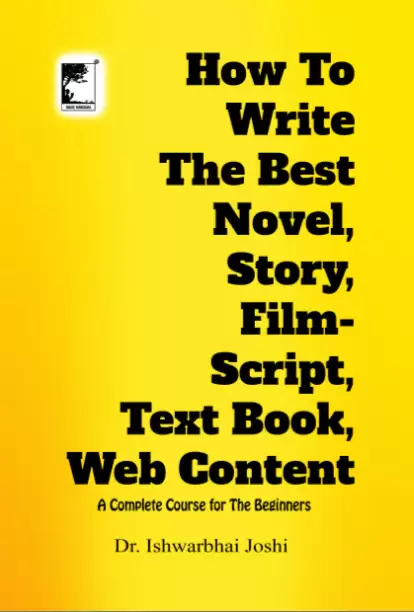 How To
Write
The Best
Novel,
Story,
Film-
Script,
Text Book,
Web Content
A Complete Course for The Beginners
Dr. Ishwarbhai Joshi